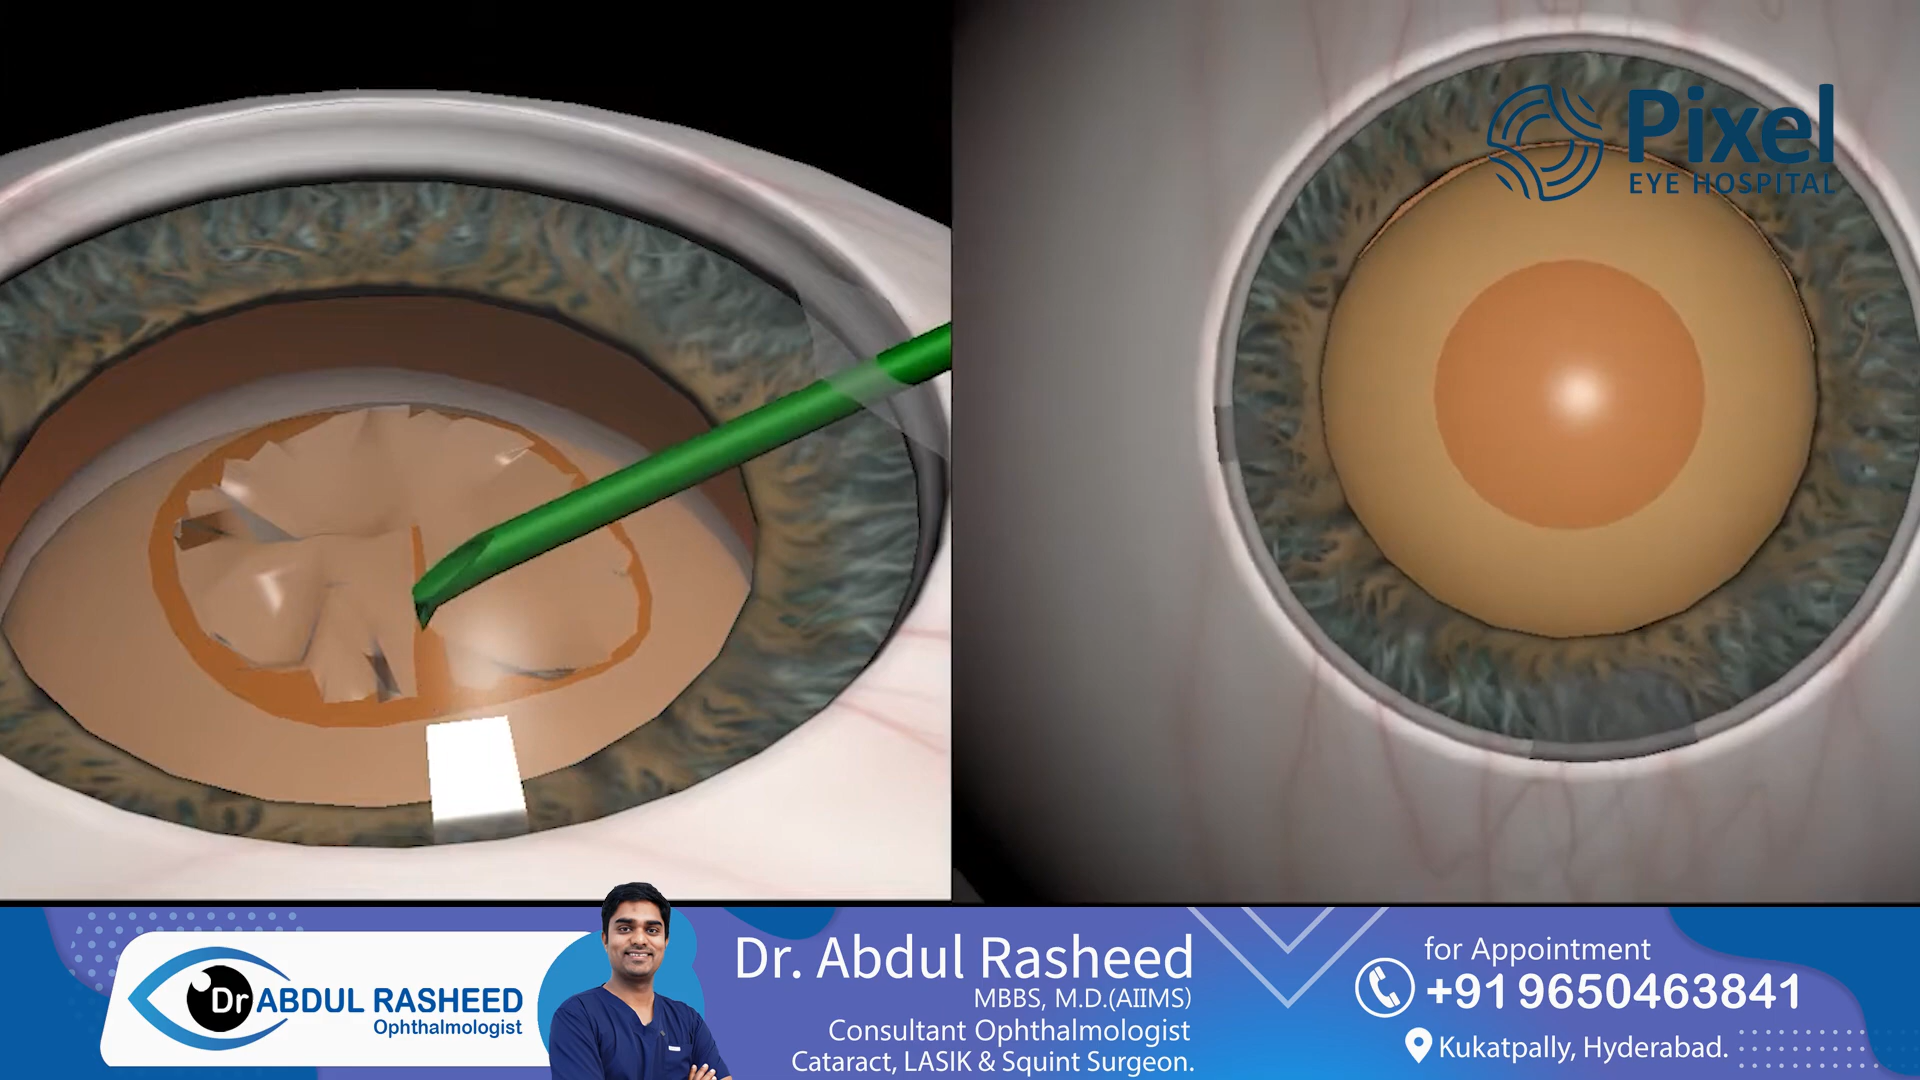 Pixel
EYE HOSPITAL
Dr ABDUL RASHEED
Ophthalmologist
Dr. Abdul Rasheed
MBBS, M.D.(AIIMS)
Consultant Ophthalmologist
Cataract, LASIK & Squint Surgeon.
for Appointment
+91 9650463841
Kukatpally, Hyderabad.